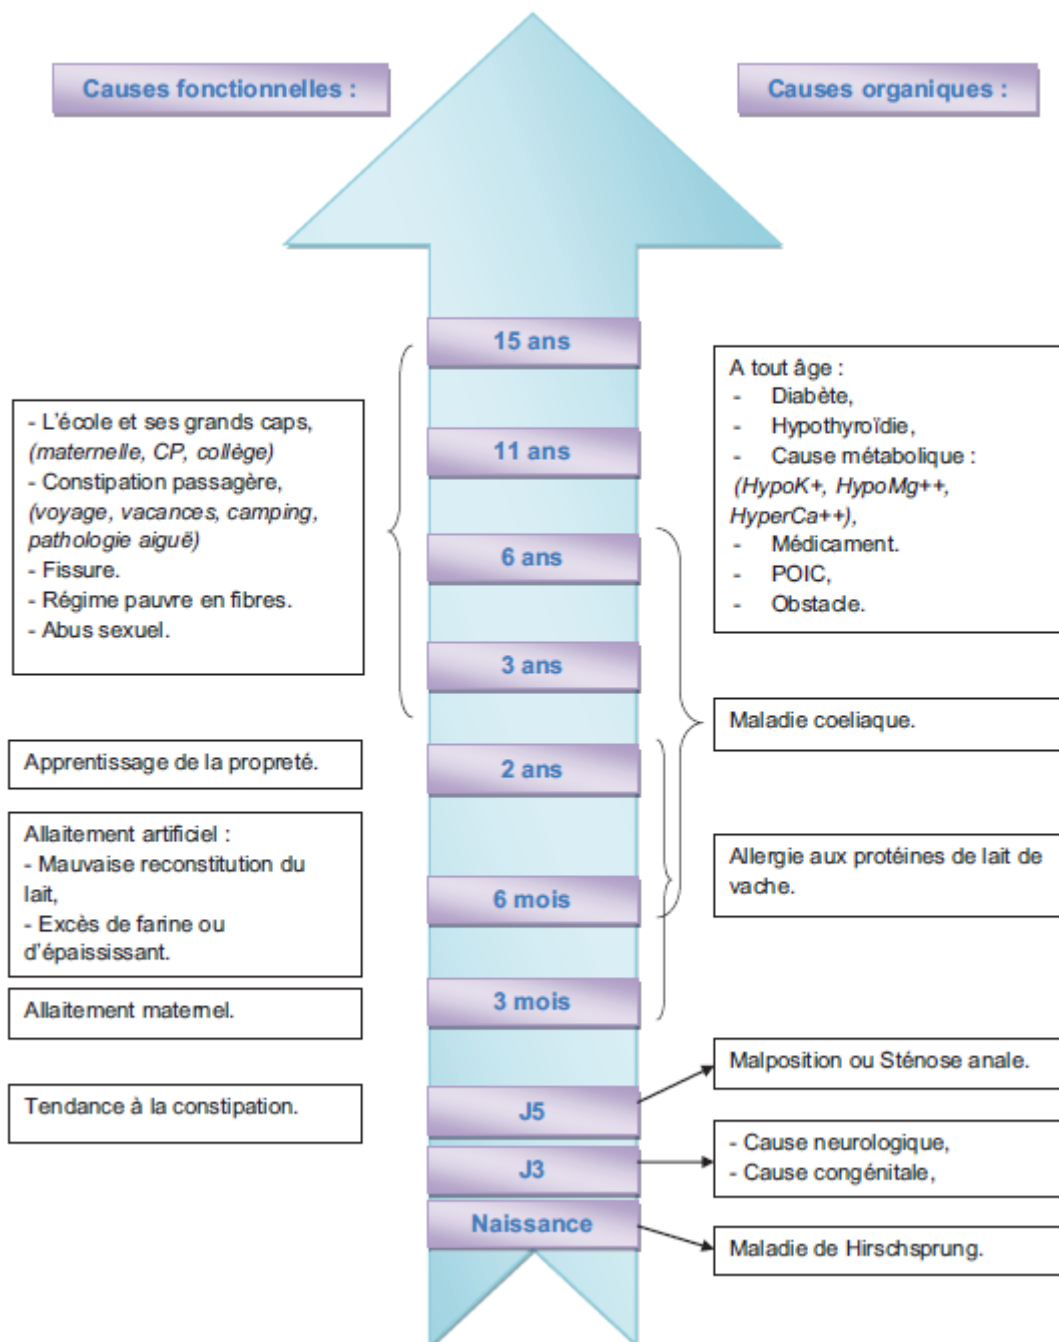 Causes fonctionnelles :
Causes organiques :
15 ans
11 ans
6 ans
3 ans
2 ans
6 mois
3 mois
J5
J3
Naissance
- L'école et ses grands caps,
(maternelle, CP, collège)
- Constipation passagère,
(voyage, vacances, camping,
pathologie aiguë)
- Fissure.
- Régime pauvre en fibres.
- Abus sexuel.
Apprentissage de la propreté.
Allaitement artificiel :
- Mauvaise reconstitution du
lait,
- Excès de farine ou
d'épaississant.
Allaitement maternel.
Tendance à la constipation.
A tout âge :
- Diabète,
- Hypothyroïdie,
- Cause métabolique :
(HypoK+, HypoMg++,
HyperCa++),
- Médicament.
- POIC,
- Obstacle.
Maladie coeliaque.
Allergie aux protéines de lait de
vache.
Malposition ou Sténose anale.
- Cause neurologique,
- Cause congénitale,
Maladie de Hirschsprung.